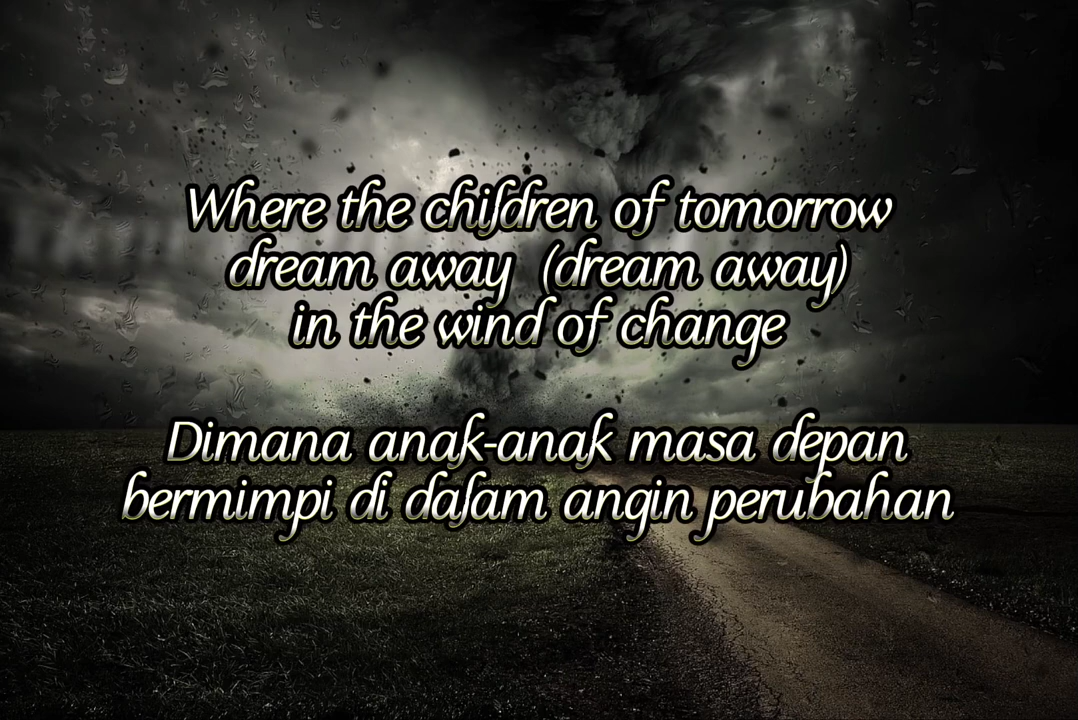 Where the children of tomorrow
dream away (dream away)
in the wind of change
Dimana anak-anak masa depan
bermimpi di dalam angin perubahan